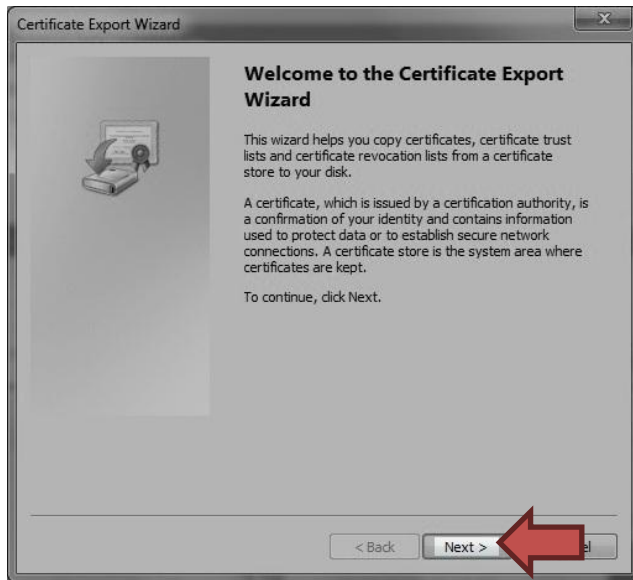 Certificate Export Wizard
X
Welcome to the Certificate Export
Wizard
This wizard helps you copy certificates, certificate trust
lists and certificate revocation lists from a certificate
store to your disk.
A certificate, which is issued by a certification authority, is
a confirmation of your identity and contains information
used to protect data or to establish secure network
connections. A certificate store is the system area where
certificates are kept.
To continue, click Next.
< Back Next >